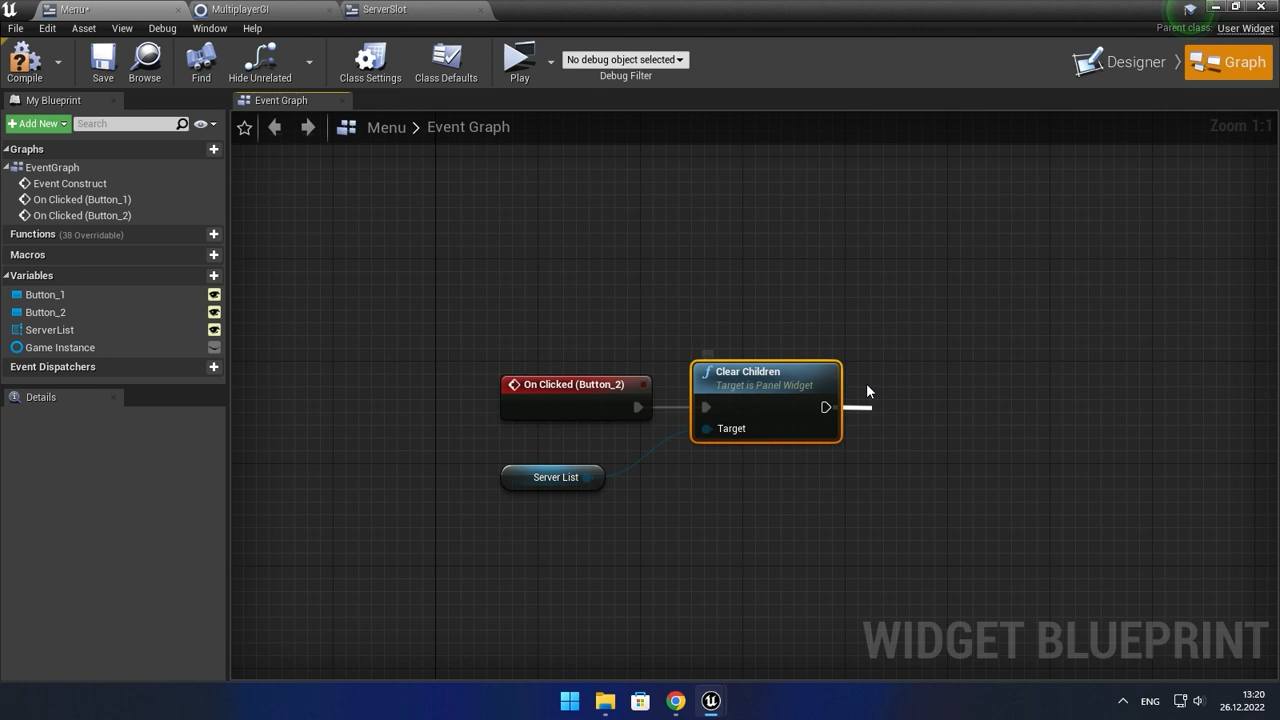 Menu*
MultiplayerGI
ServerSlot
File
Edit
Asset
View
Debug
Window
Help
Parent class: User Widget
Compile
Save
Browse
Find
Hide Unrelated
Class Settings
Class Defaults
Play
No debug object selected
Debug Filter
Designer
Graph
My Blueprint
Event Graph
Add New
Search
Menu > Event Graph
Zoom 1:1
Graphs
EventGraph
Event Construct
On Clicked (Button_1)
On Clicked (Button_2)
Functions (38 Overridable)
Macros
Variables
Button_1
Button_2
ServerList
Game Instance
Event Dispatchers
Details
On Clicked (Button_2)
Clear Children
Target is Panel Widget
Target
Server List
WIDGET BLUEPRINT
ENG
13:20
26.12.2022